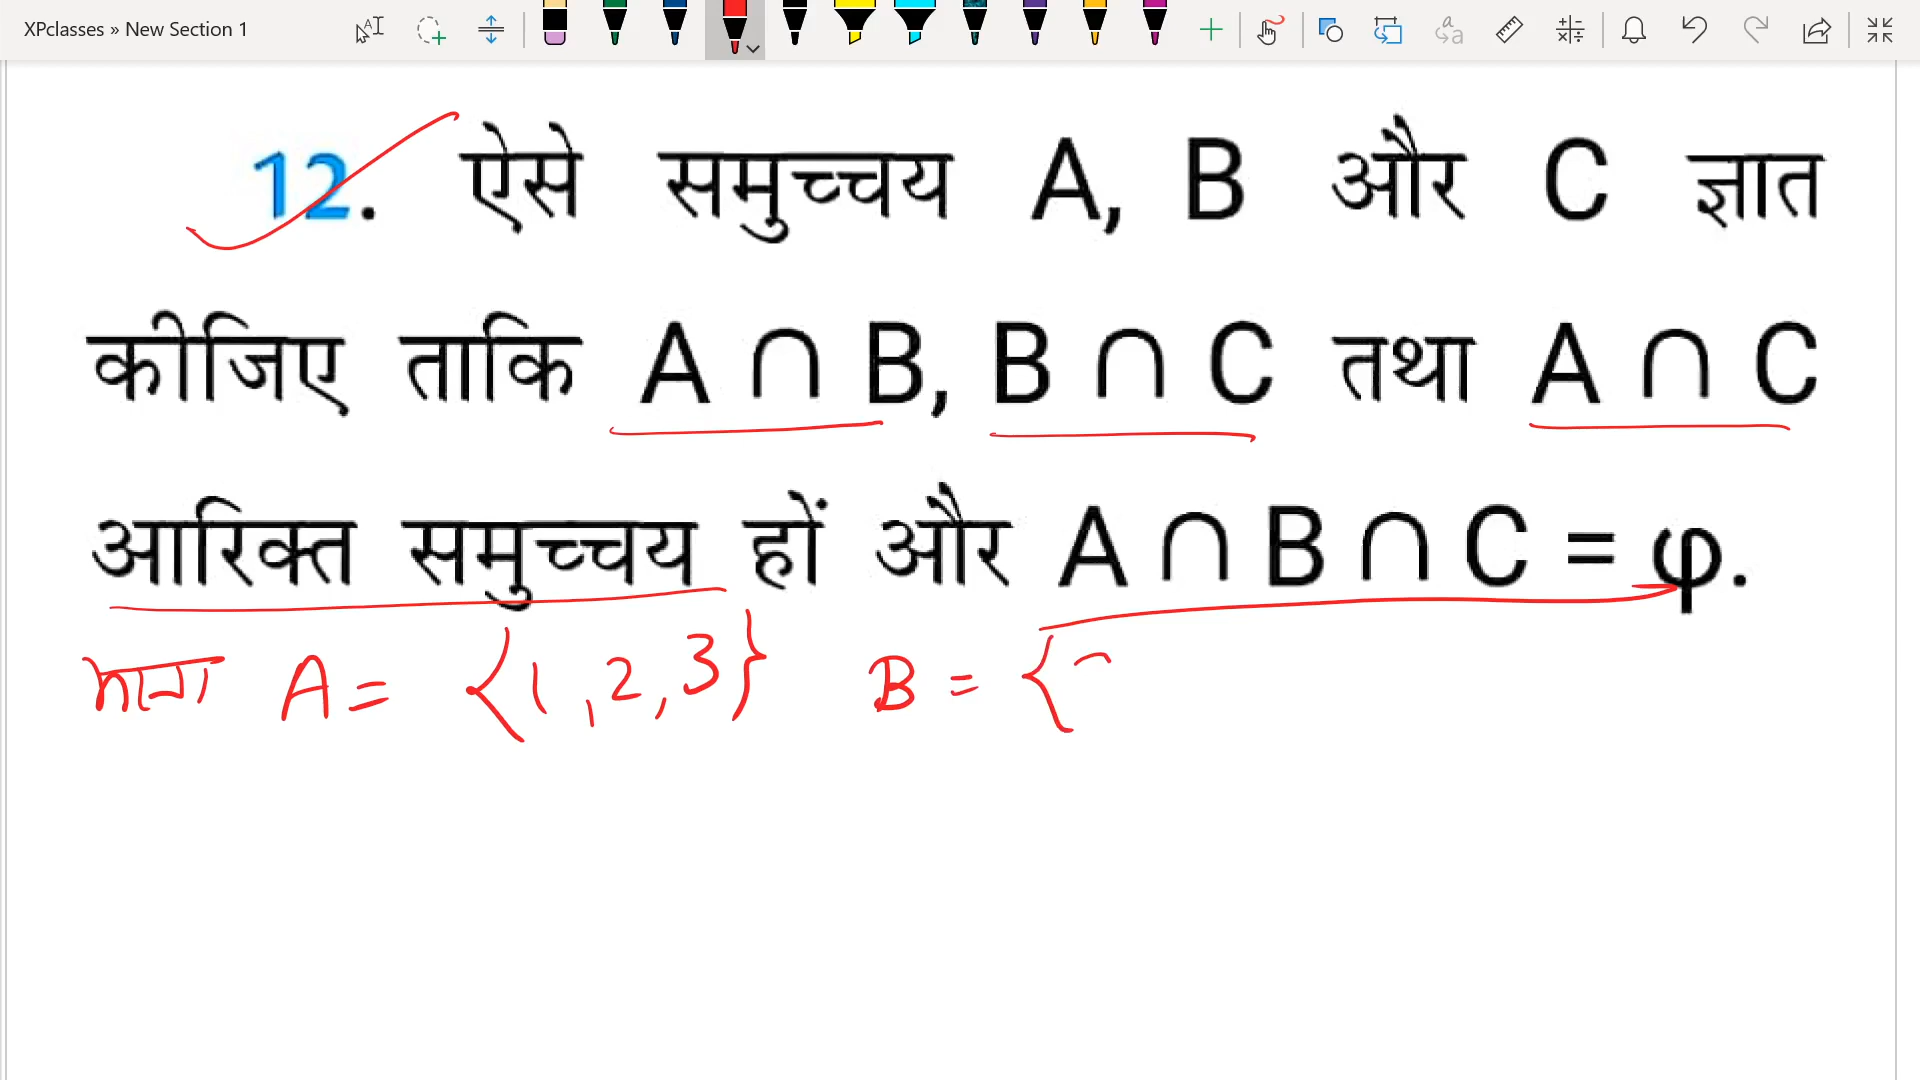 XPclasses » New Section 1
12. ऐसे समुच्चय A, B और C ज्ञात
कीजिए ताकि A ∩ B, B ∩ C तथा A ∩ C
आरिक्त समुच्चय हों और A ∩ B ∩ C = φ.
माना A = {1, 2, 3} B = {